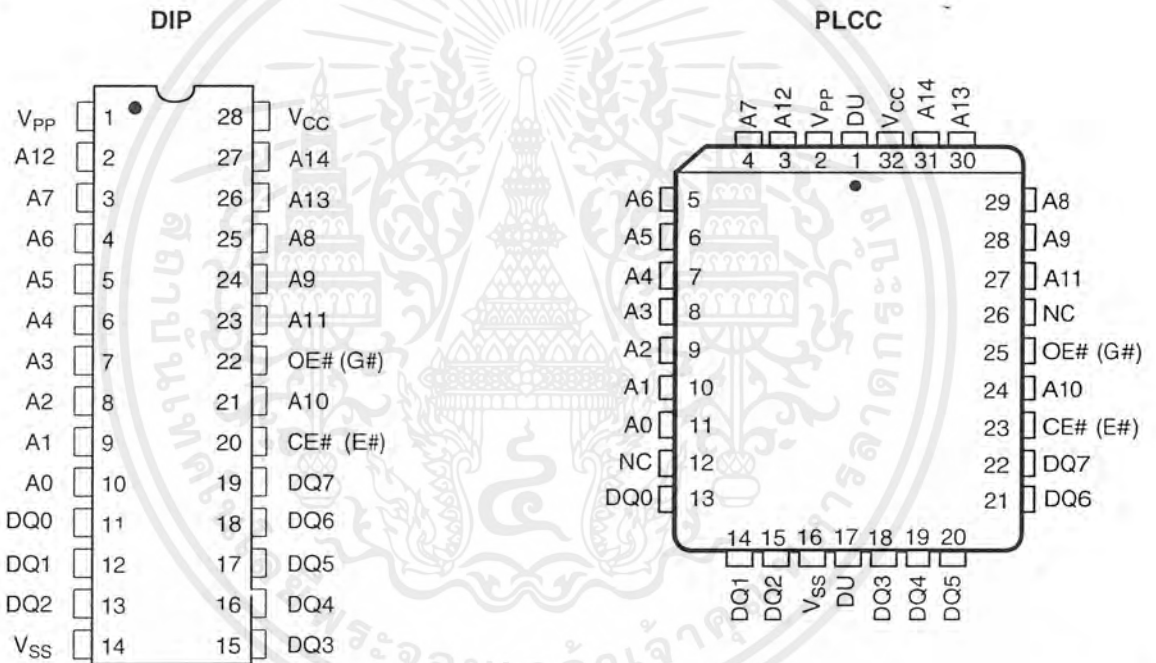 DIP
VPP 1 28 VCC
A12 2 27 A14
A7 3 26 A13
A6 4 25 A8
A5 5 24 A9
A4 6 23 A11
A3 7 22 OE# (G#)
A2 8 21 A10
A1 9 20 CE# (E#)
A0 10 19 DQ7
DQ0 11 18 DQ6
DQ1 12 17 DQ5
DQ2 13 16 DQ4
VSS 14 15 DQ3
PLCC
A7 A12 VPP DU VCC A14 A13
4 3 2 1 32 31 30
A6 5 29 A8
A5 6 28 A9
A4 7 27 A11
A3 8 26 NC
A2 9 25 OE# (G#)
A1 10 24 A10
A0 11 23 CE# (E#)
NC 12 22 DQ7
DQ0 13 21 DQ6
14 15 16 17 18 19 20
DQ1 DQ2 VSS DU DQ3 DQ4 DQ5